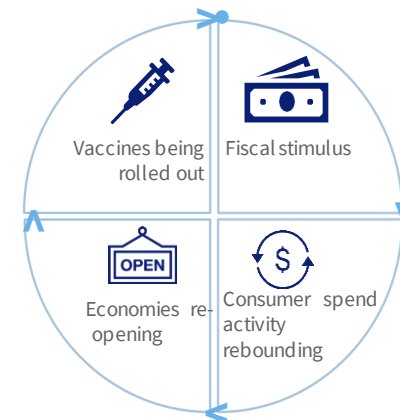 Vaccines being
rolled out
Fiscal stimulus
OPEN
$
Economies re-
opening
Consumer spend
activity
rebounding